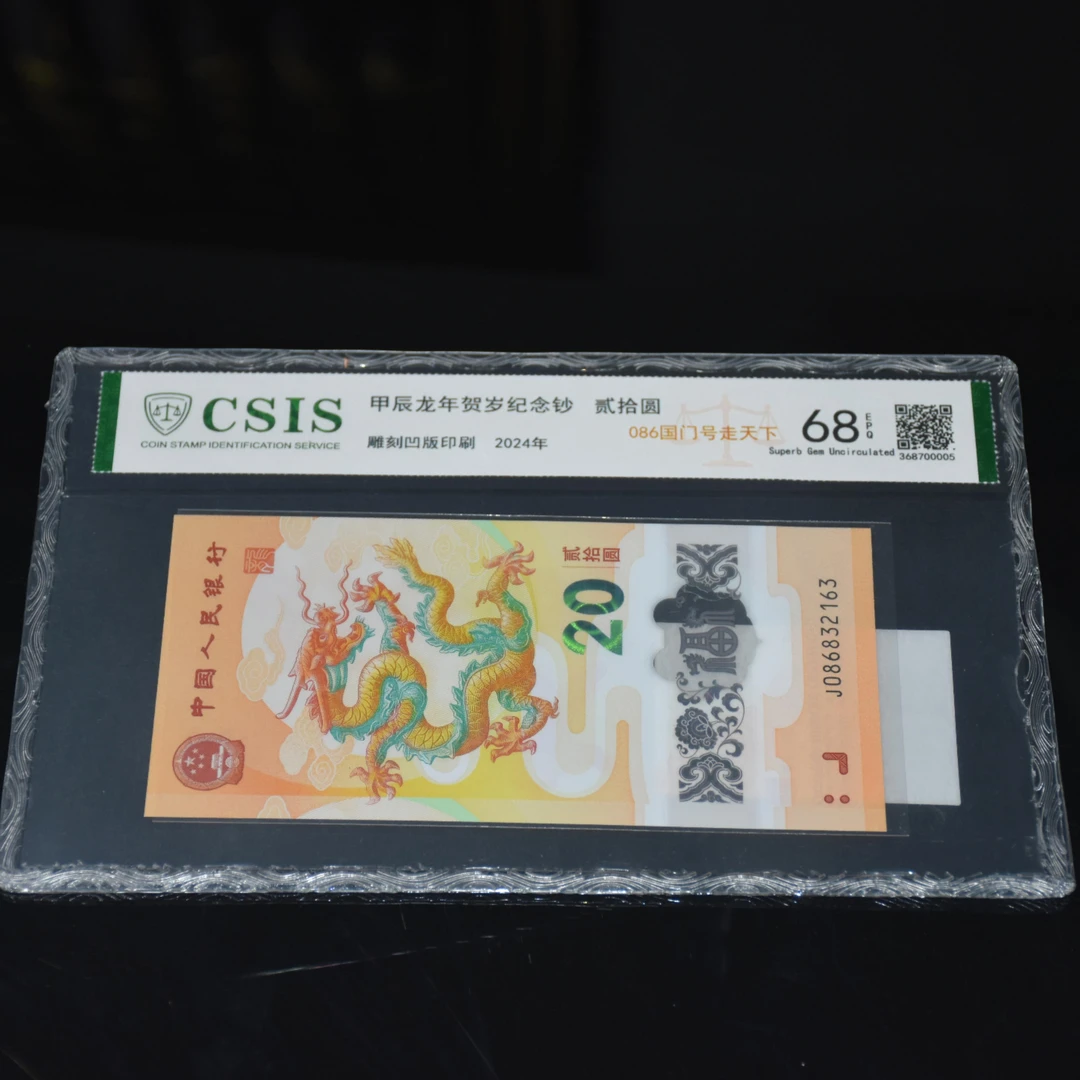 CSIS
COIN STAMP IDENTIFICATION SERVICE
甲辰龙年贺岁纪念钞 贰拾圆
雕刻凹版印刷 2024年
086国门号走天下
68
EPQ
Superb Gem Uncirculated
368700005
中国人民银行
贰拾圆
20
福
J086832163